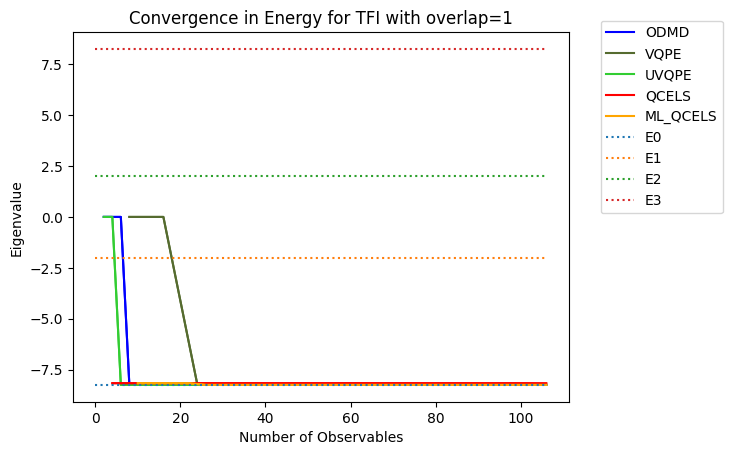 Convergence in Energy for TFI with overlap=1
ODMD
VQPE
UVQPE
QCELS
ML_QCELS
E0
E1
E2
E3
7.5
5.0
2.5
0.0
−2.5
−5.0
−7.5
Eigenvalue
0 20 40 60 80 100
Number of Observables